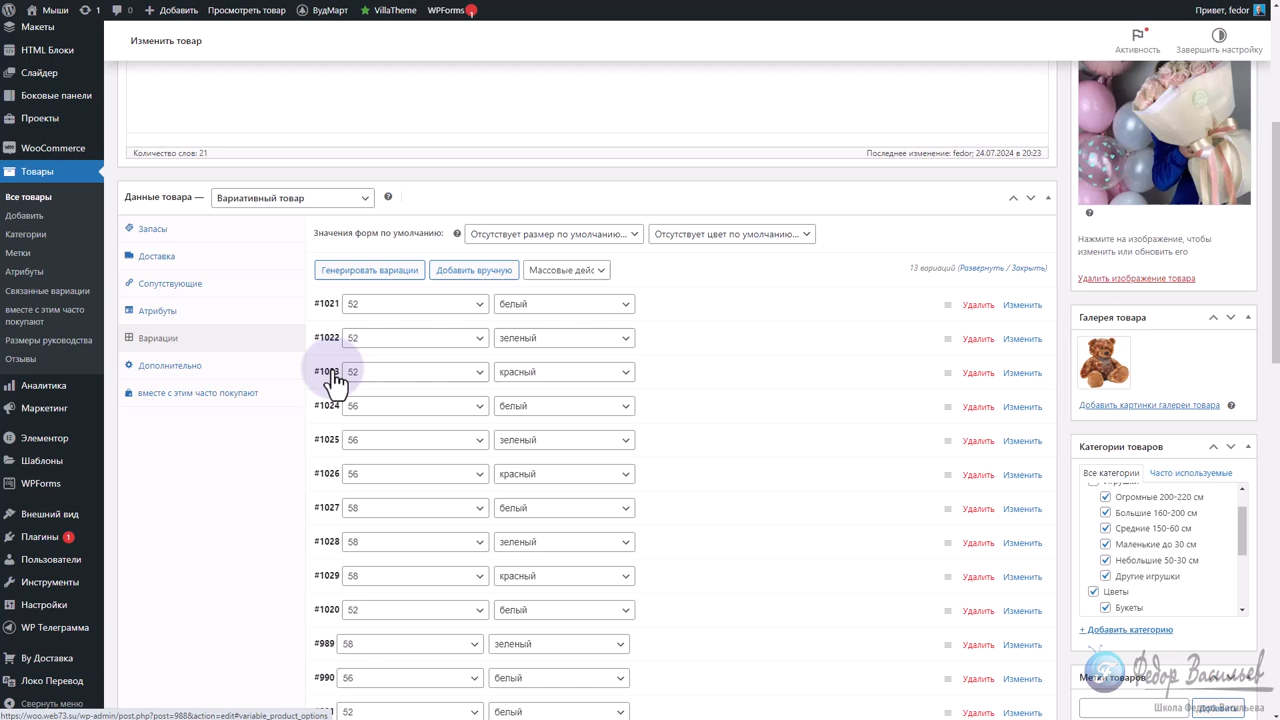 Мыши
1
0
Добавить
Просмотреть товар
ВудМарт
VillaTheme
WPForms
1
Привет, fedor
Макеты
HTML Блоки
Слайдер
Боковые панели
Проекты
WooCommerce
Товары
Все товары
Добавить
Категории
Метки
Атрибуты
Связанные вариации
вместе с этим часто
покупают
Размеры руководства
Отзывы
Аналитика
Маркетинг
Элементор
Шаблоны
WPForms
Внешний вид
Плагины 1
Пользователи
Инструменты
Настройки
WP Телеграмма
Ву Доставка
Локо Перевод
Свернуть меню
Изменить товар
Активность
Завершить настройку
Количество слов: 21
Последнее изменение: fedor; 24.07.2024 в 20:23
Данные товара —
Вариативный товар
Запасы
Доставка
Сопутствующие
Атрибуты
Вариации
Дополнительно
вместе с этим часто покупают
Значения форм по умолчанию:
Отсутствует размер по умолчанию...
Отсутствует цвет по умолчанию...
Генерировать вариации
Добавить вручную
Массовые дейс
13 вариаций (Развернуть / Закрыть)
#1021 52 белый Удалить Изменить
#1022 52 зеленый Удалить Изменить
52 красный Удалить Изменить
#1024 56 белый Удалить Изменить
#1025 56 зеленый Удалить Изменить
#1026 56 красный Удалить Изменить
#1027 58 белый Удалить Изменить
#1028 58 зеленый Удалить Изменить
#1029 58 красный Удалить Изменить
#1020 52 белый Удалить Изменить
#989 58 зеленый Удалить Изменить
#990 56 белый Удалить Изменить
52 белый Удалить Изменить
Нажмите на изображение, чтобы
изменить или обновить его
Удалить изображение товара
Галерея товара
Добавить картинки галереи товара
Категории товаров
Все категории
Часто используемые
Огромные 200-220 см
Большие 160-200 см
Средние 150-60 см
Маленькие до 30 см
Небольшие 50-30 см
Другие игрушки
Цветы
Букеты
+ Добавить категорию
Метки товаров
Добавить
Федор Васильев
Школа Федора Васильева
https://woo.web73.su/wp-admin/post.php?post=988&action=edit#variable_product_options